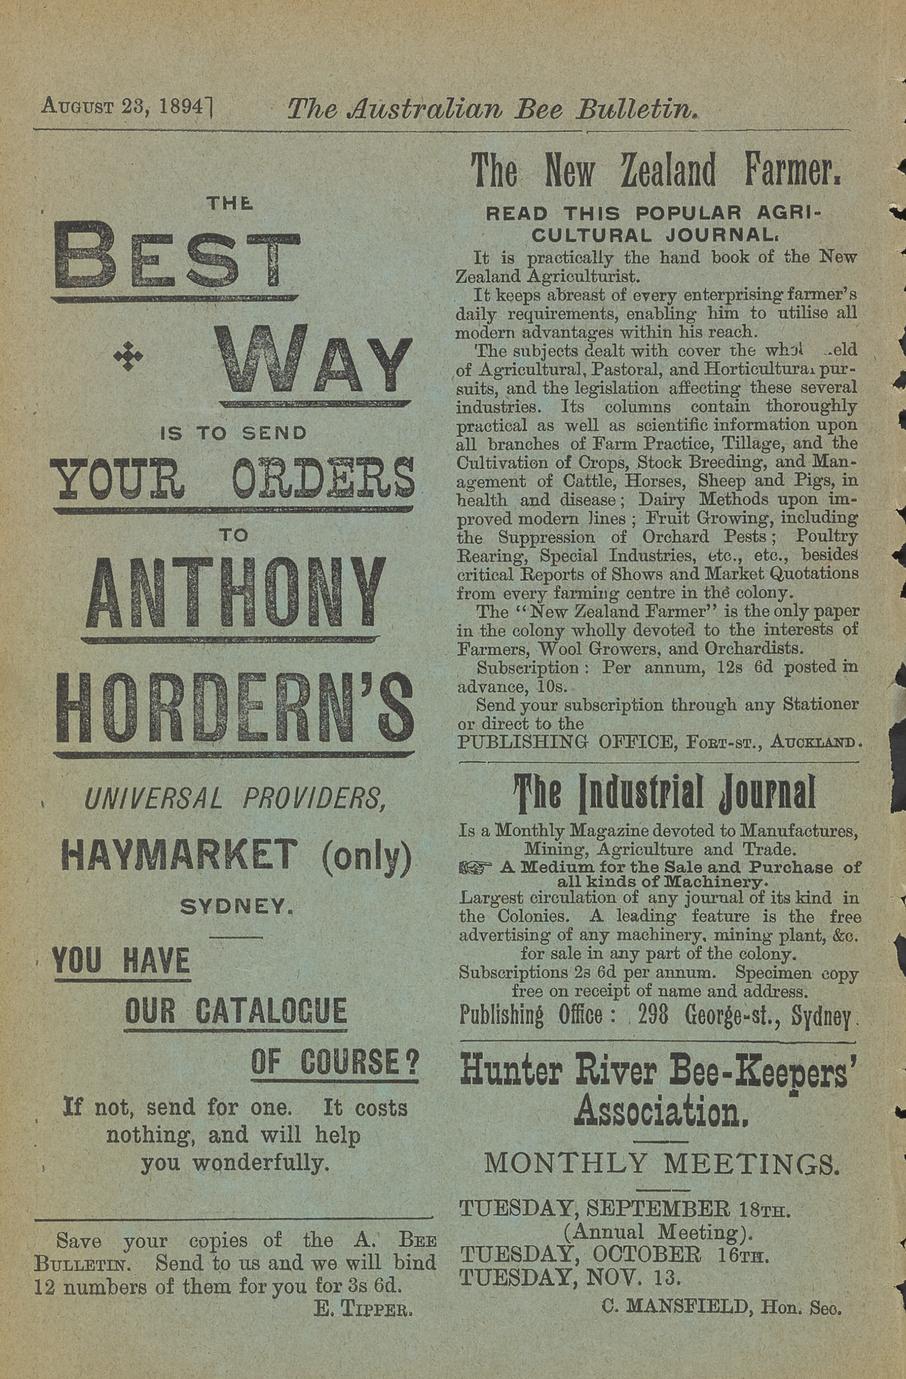 August 23, 1894]
The Australian Bee Bulletin.
THE
BEST
WAY
IS TO SEND
YOUR ORDERS
TO
ANTHONY
HORDERN'S
UNIVERSAL PROVIDERS,
HAYMARKET (only)
SYDNEY.
YOU HAVE
OUR CATALOGUE
OF COURSE?
If not, send for one. It costs
nothing, and will help
you wonderfully.
Save your copies of the A. Bee
Bulletin. Send to us and we will bind
12 numbers of them for you for 3s 6d.
E. Tipper.
The New Zealand Farmer.
READ THIS POPULAR AGRI-
CULTURAL JOURNAL.
It is practically the hand book of the New
Zealand Agriculturist.
It keeps abreast of every enterprising farmer's
daily requirements, enabling him to utilise all
modern advantages within his reach.
The subjects dealt with cover the
of Agricultural, Pastoral, and Horticultural pur-
suits, and the legislation affecting these several
industries. Its columns contain thoroughly
practical as well as scientific information upon
all branches of Farm Practice, Tillage, and the
Cultivation of Crops, Stock Breeding, and Man-
agement of Cattle, Horses, Sheep and Pigs, in
health and disease; Dairy Methods upon im-
proved modern lines; Fruit Growing, including
the Suppression of Orchard Pests; Poultry
Rearing, Special Industries, etc., etc., besides
critical Reports of Shows and Market Quotations
from every farming centre in the colony.
The "New Zealand Farmer" is the only paper
in the colony wholly devoted to the interests of
Farmers, Wool Growers, and Orchardists.
Subscription: Per annum, 12s 6d posted in
advance, 10s.
Send your subscription through any Stationer
or direct to the
PUBLISHING OFFICE, Fort-st., Auckland.
The Industrial Journal
Is a Monthly Magazine devoted to Manufactures,
Mining, Agriculture and Trade.
☞ A Medium for the Sale and Purchase of
all kinds of Machinery.
Largest circulation of any journal of its kind in
the Colonies. A leading feature is the free
advertising of any machinery, mining plant, &c.
for sale in any part of the colony.
Subscriptions 2s 6d per annum. Specimen copy
free on receipt of name and address.
Publishing Office: 298 George-st., Sydney.
Hunter River Bee-Keepers'
Association.
MONTHLY MEETINGS.
TUESDAY, SEPTEMBER 18TH.
(Annual Meeting).
TUESDAY, OCTOBER 16TH.
TUESDAY, NOV. 13.
C. MANSFIELD, Hon. Sec.